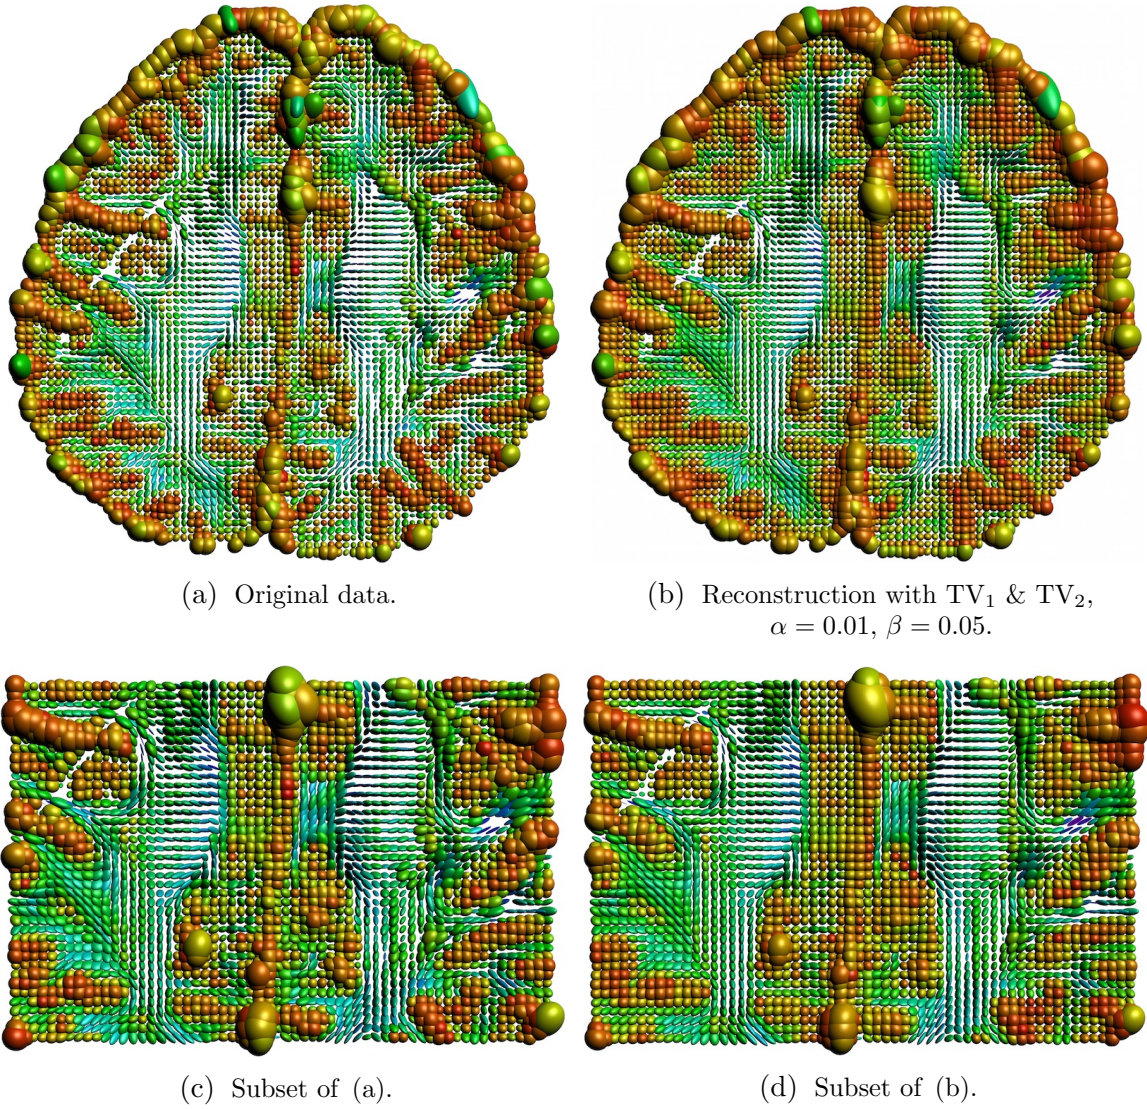 (a) Original data.
(b) Reconstruction with TV₁ & TV₂,
α = 0.01, β = 0.05.
(c) Subset of (a).
(d) Subset of (b).